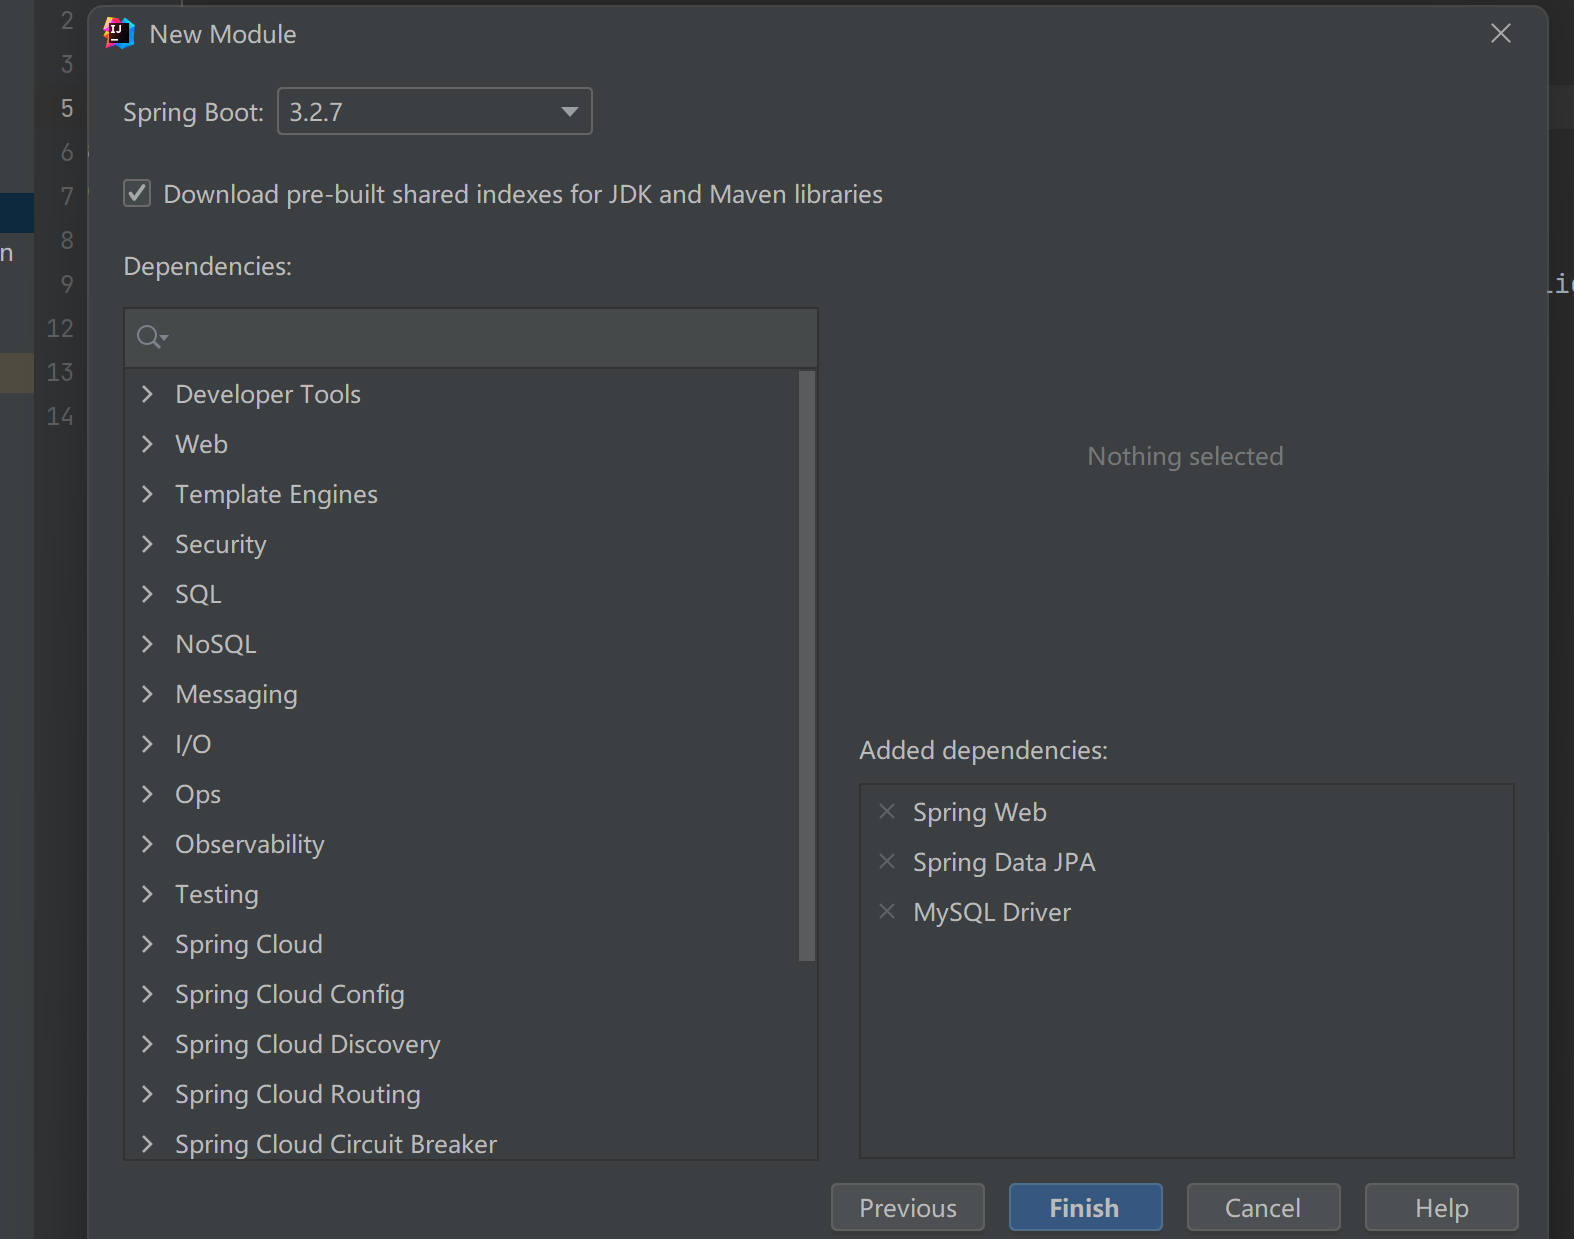 New Module
Spring Boot: 3.2.7
Download pre-built shared indexes for JDK and Maven libraries
Dependencies:
Developer Tools
Web
Template Engines
Security
SQL
NoSQL
Messaging
I/O
Ops
Observability
Testing
Spring Cloud
Spring Cloud Config
Spring Cloud Discovery
Spring Cloud Routing
Spring Cloud Circuit Breaker
Nothing selected
Added dependencies:
Spring Web
Spring Data JPA
MySQL Driver
Previous Finish Cancel Help
2
3
5
6
7
8
9
12
13
14
n